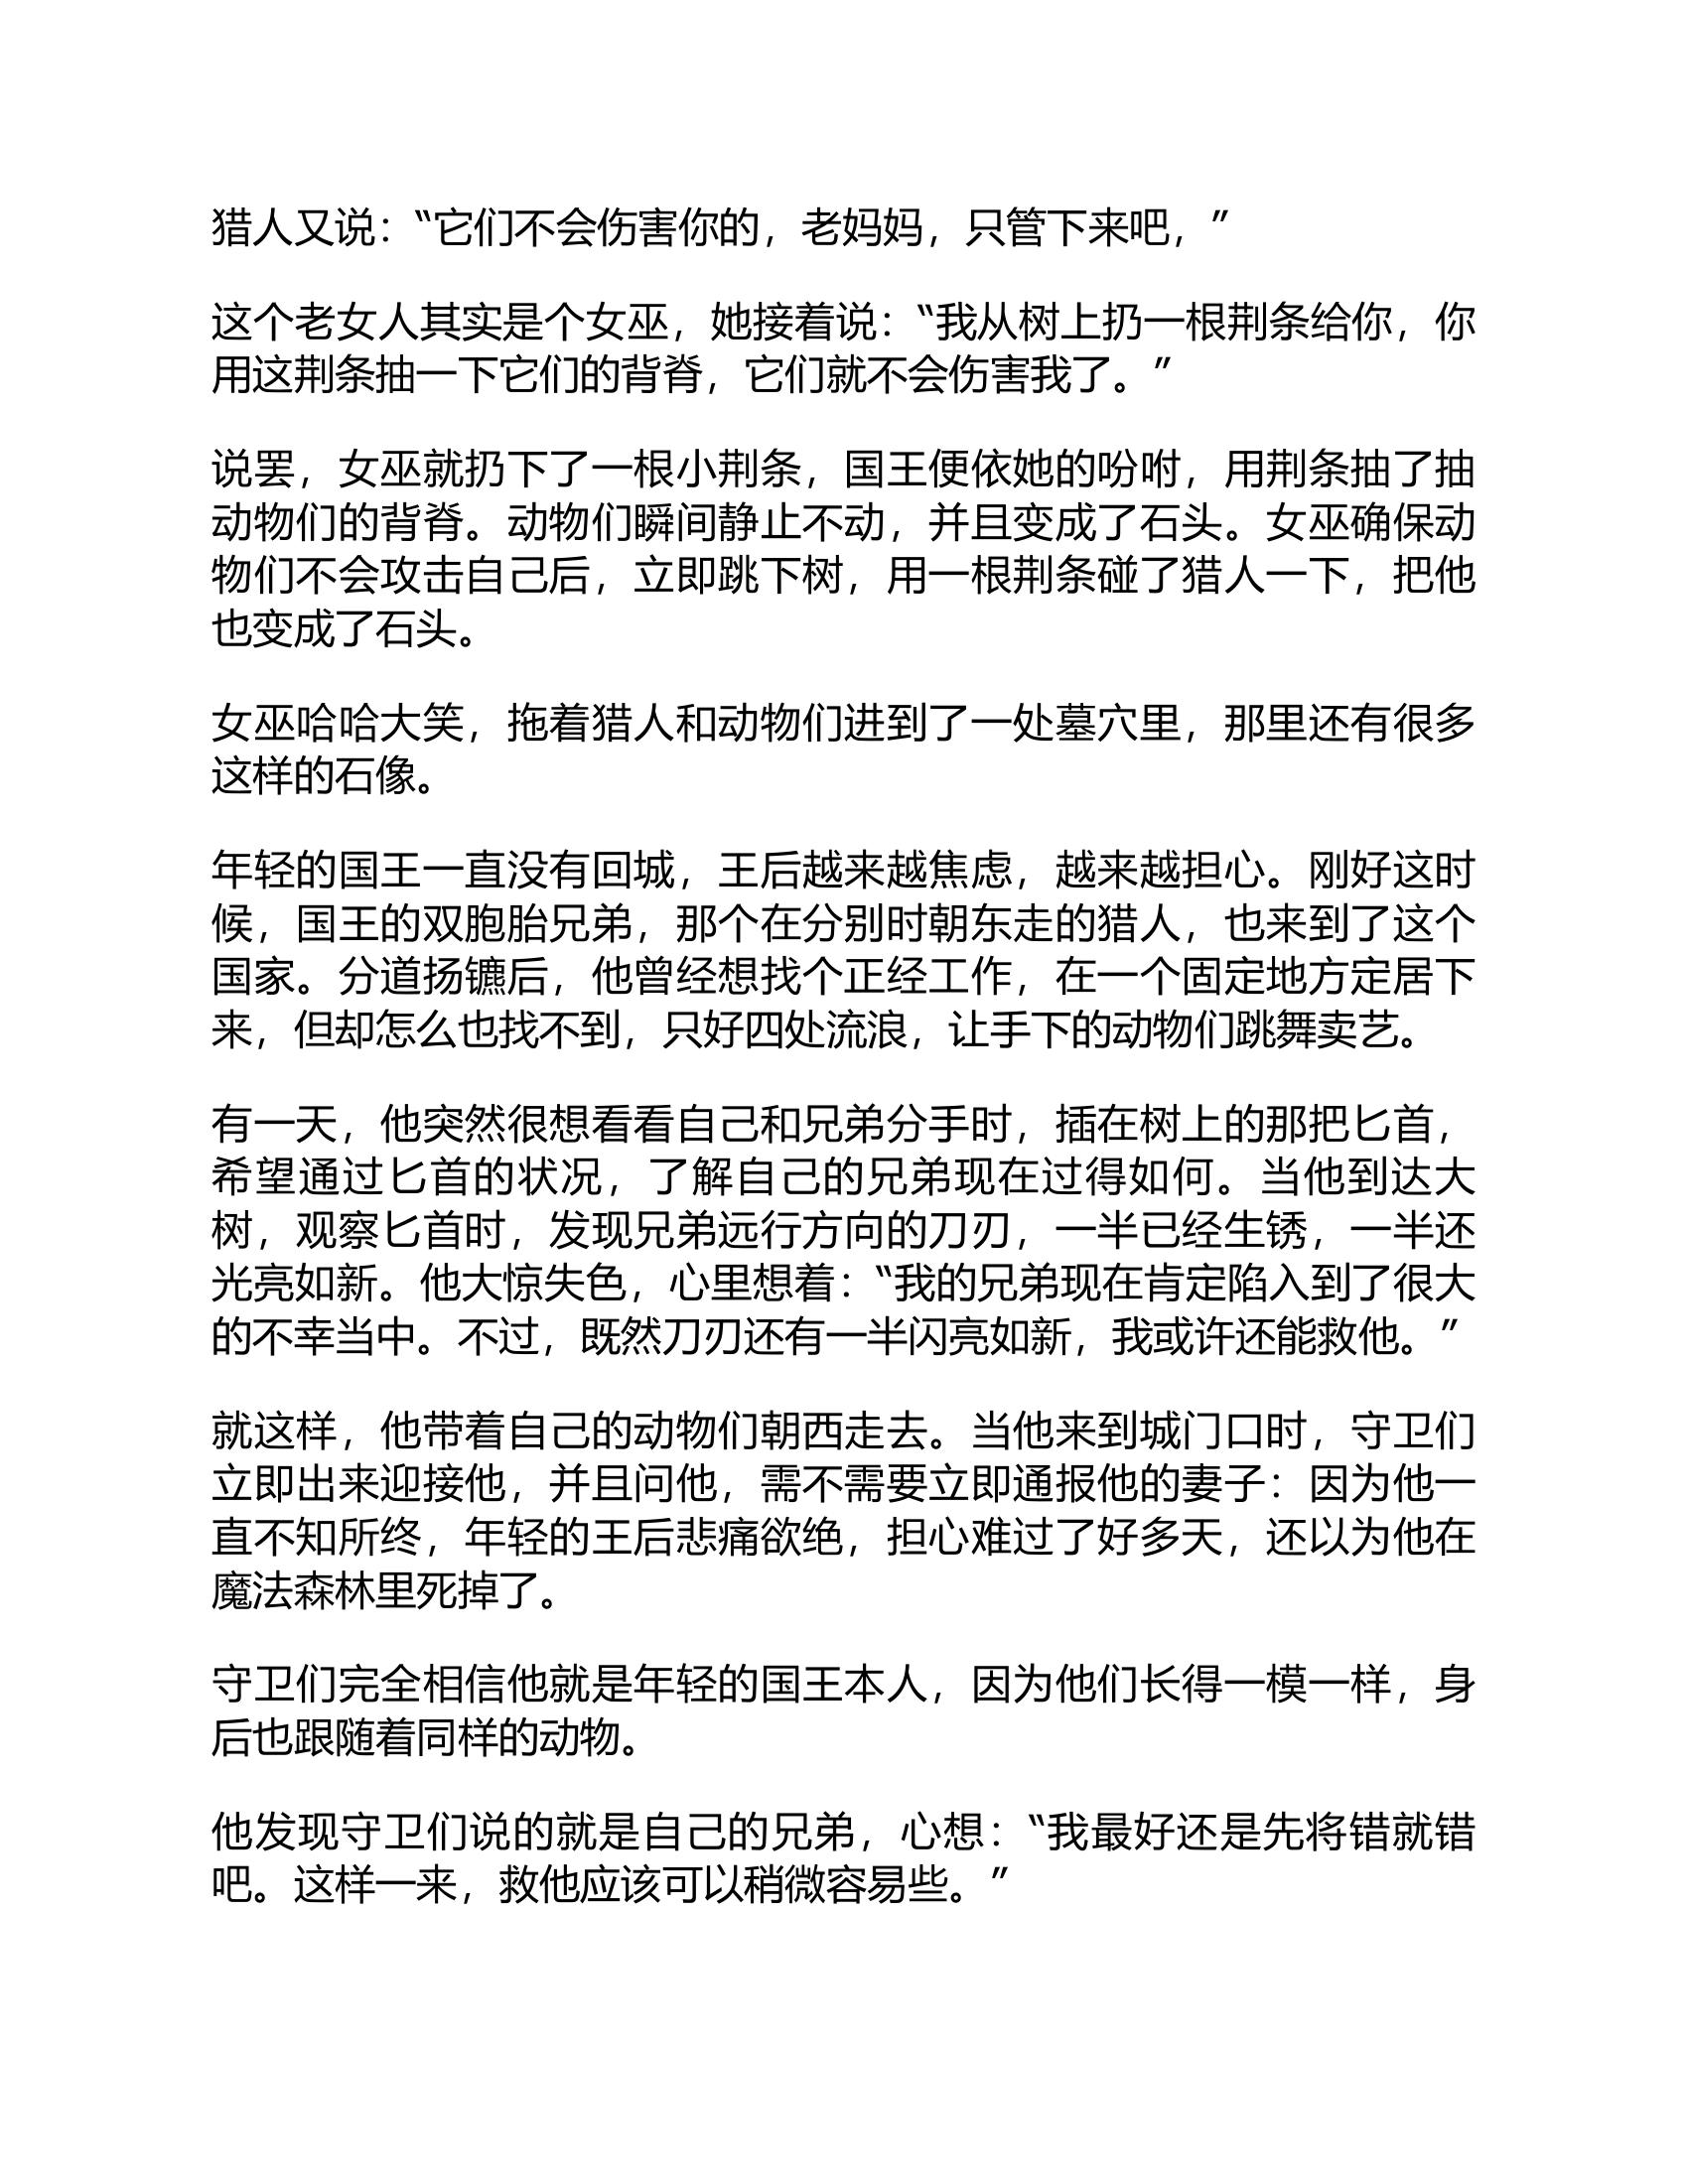 猎人又说：“它们不会伤害你的，老妈妈，只管下来吧，”
这个老女人其实是个女巫，她接着说：“我从树上扔一根荆条给你，你
用这荆条抽一下它们的背脊，它们就不会伤害我了。”
说罢，女巫就扔下了一根小荆条，国王便依她的吩咐，用荆条抽了抽
动物们的背脊。动物们瞬间静止不动，并且变成了石头。女巫确保动
物们不会攻击自己后，立即跳下树，用一根荆条碰了猎人一下，把他
也变成了石头。
女巫哈哈大笑，拖着猎人和动物们进到了一处墓穴里，那里还有很多
这样的石像。
年轻的国王一直没有回城，王后越来越焦虑，越来越担心。刚好这时
候，国王的双胞胎兄弟，那个在分别时朝东走的猎人，也来到了这个
国家。分道扬镳后，他曾经想找个正经工作，在一个固定地方定居下
来，但却怎么也找不到，只好四处流浪，让手下的动物们跳舞卖艺。
有一天，他突然很想看看自己和兄弟分手时，插在树上的那把匕首，
希望通过匕首的状况，了解自己的兄弟现在过得如何。当他到达大
树，观察匕首时，发现兄弟远行方向的刀刃，一半已经生锈，一半还
光亮如新。他大惊失色，心里想着：“我的兄弟现在肯定陷入到了很大
的不幸当中。不过，既然刀刃还有一半闪亮如新，我或许还能救他。”
就这样，他带着自己的动物们朝西走去。当他来到城门口时，守卫们
立即出来迎接他，并且问他，需不需要立即通报他的妻子：因为他一
直不知所终，年轻的王后悲痛欲绝，担心难过了好多天，还以为他在
魔法森林里死掉了。
守卫们完全相信他就是年轻的国王本人，因为他们长得一模一样，身
后也跟随着同样的动物。
他发现守卫们说的就是自己的兄弟，心想：“我最好还是先将错就错
吧。这样一来，救他应该可以稍微容易些。”